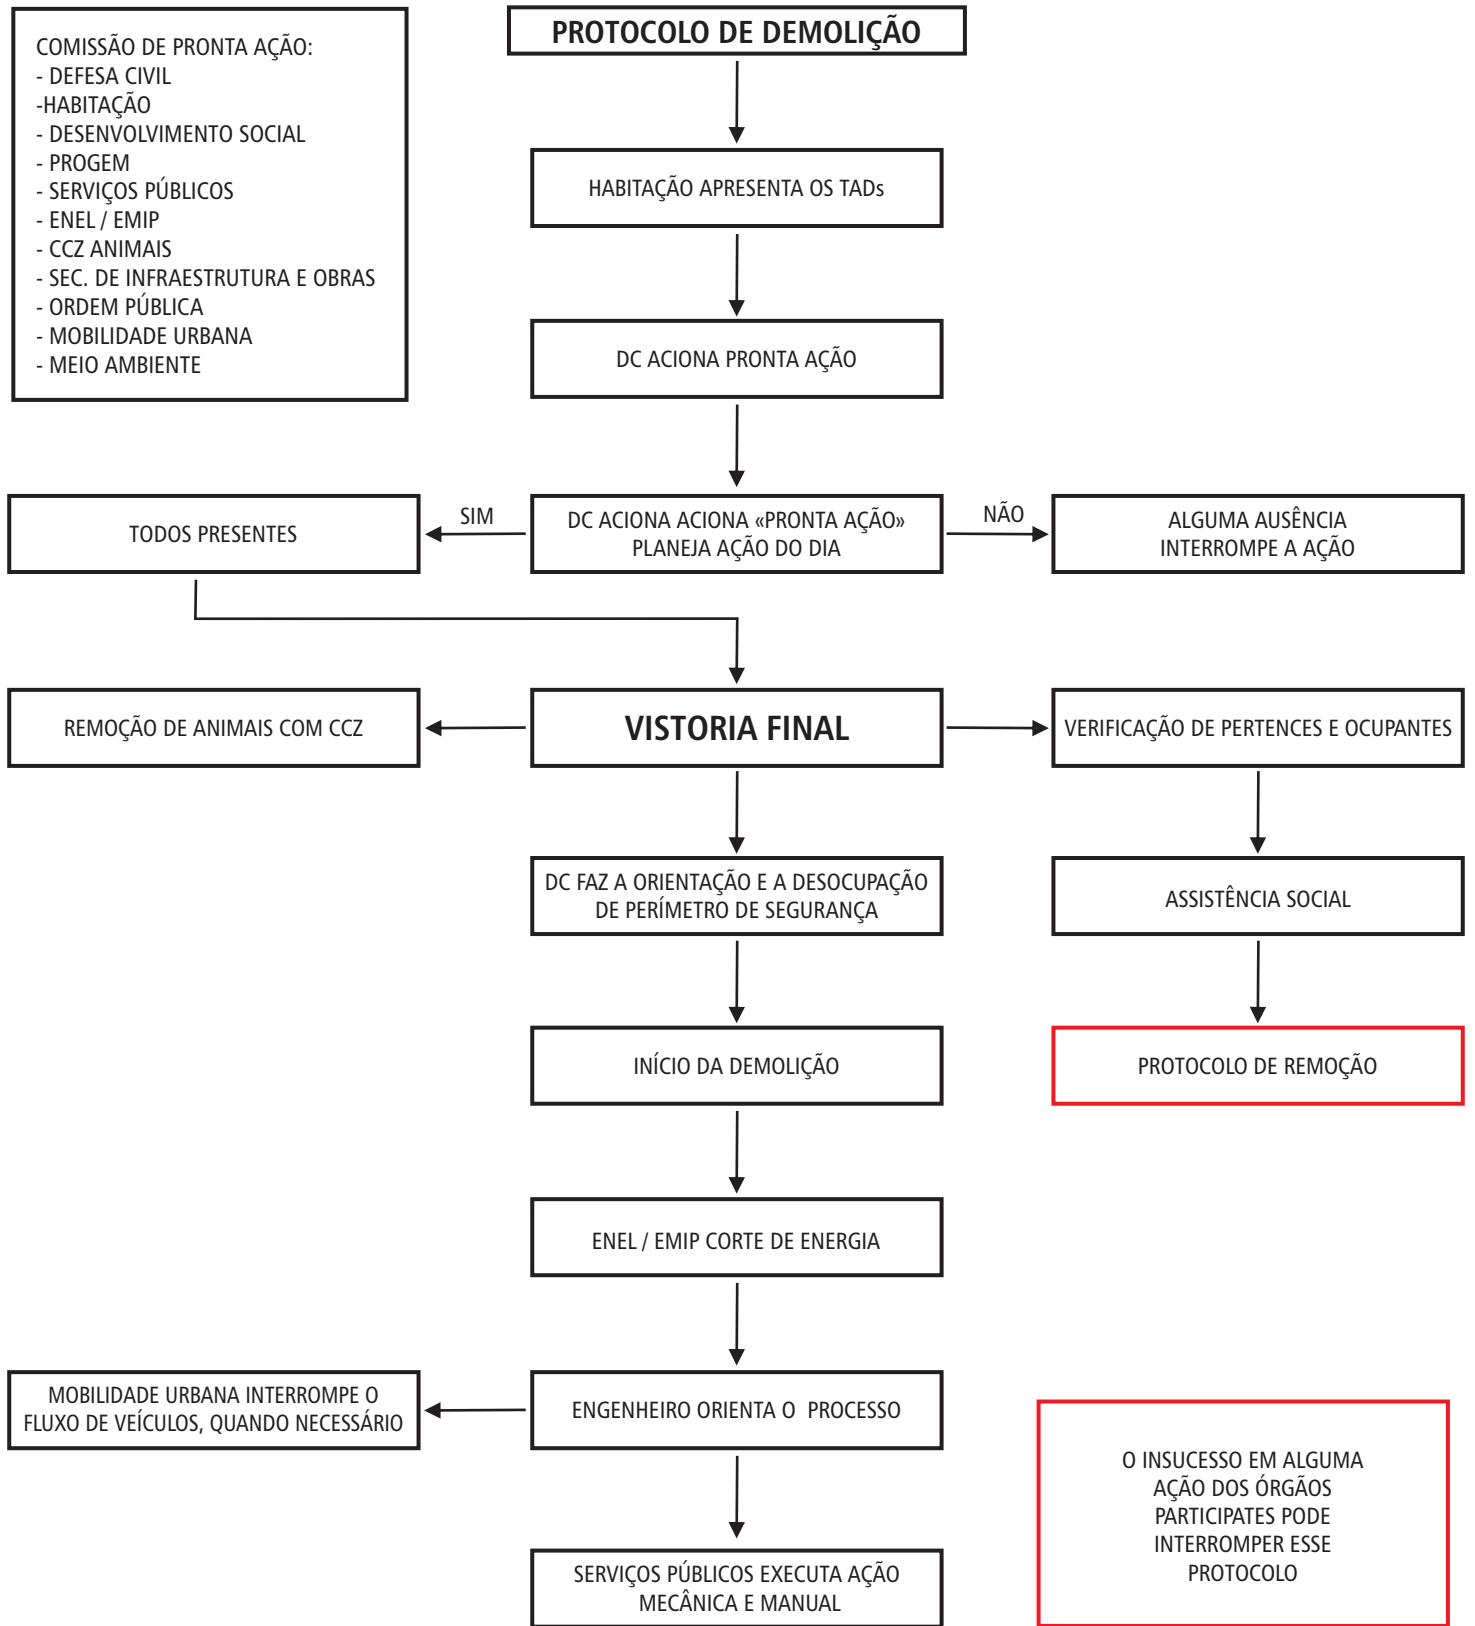 COMISSÃO DE PRONTA AÇÃO:
- DEFESA CIVIL
-HABITAÇÃO
- DESENVOLVIMENTO SOCIAL
- PROGEM
- SERVIÇOS PÚBLICOS
- ENEL / EMIP
- CCZ ANIMAIS
- SEC. DE INFRAESTRUTURA E OBRAS
- ORDEM PÚBLICA
- MOBILIDADE URBANA
- MEIO AMBIENTE
PROTOCOLO DE DEMOLIÇÃO
HABITAÇÃO APRESENTA OS TADs
DC ACIONA PRONTA AÇÃO
TODOS PRESENTES
SIM
DC ACIONA ACIONA «PRONTA AÇÃO»
PLANEJA AÇÃO DO DIA
NÃO
ALGUMA AUSÊNCIA
INTERROMPE A AÇÃO
REMOÇÃO DE ANIMAIS COM CCZ
VISTORIA FINAL
VERIFICAÇÃO DE PERTENCES E OCUPANTES
DC FAZ A ORIENTAÇÃO E A DESOCUPAÇÃO
DE PERÍMETRO DE SEGURANÇA
ASSISTÊNCIA SOCIAL
INÍCIO DA DEMOLIÇÃO
PROTOCOLO DE REMOÇÃO
ENEL / EMIP CORTE DE ENERGIA
MOBILIDADE URBANA INTERROMPE O
FLUXO DE VEÍCULOS, QUANDO NECESSÁRIO
ENGENHEIRO ORIENTA O PROCESSO
SERVIÇOS PÚBLICOS EXECUTA AÇÃO
MECÂNICA E MANUAL
O INSUCESSO EM ALGUMA
AÇÃO DOS ÓRGÃOS
PARTICIPATES PODE
INTERROMPER ESSE
PROTOCOLO